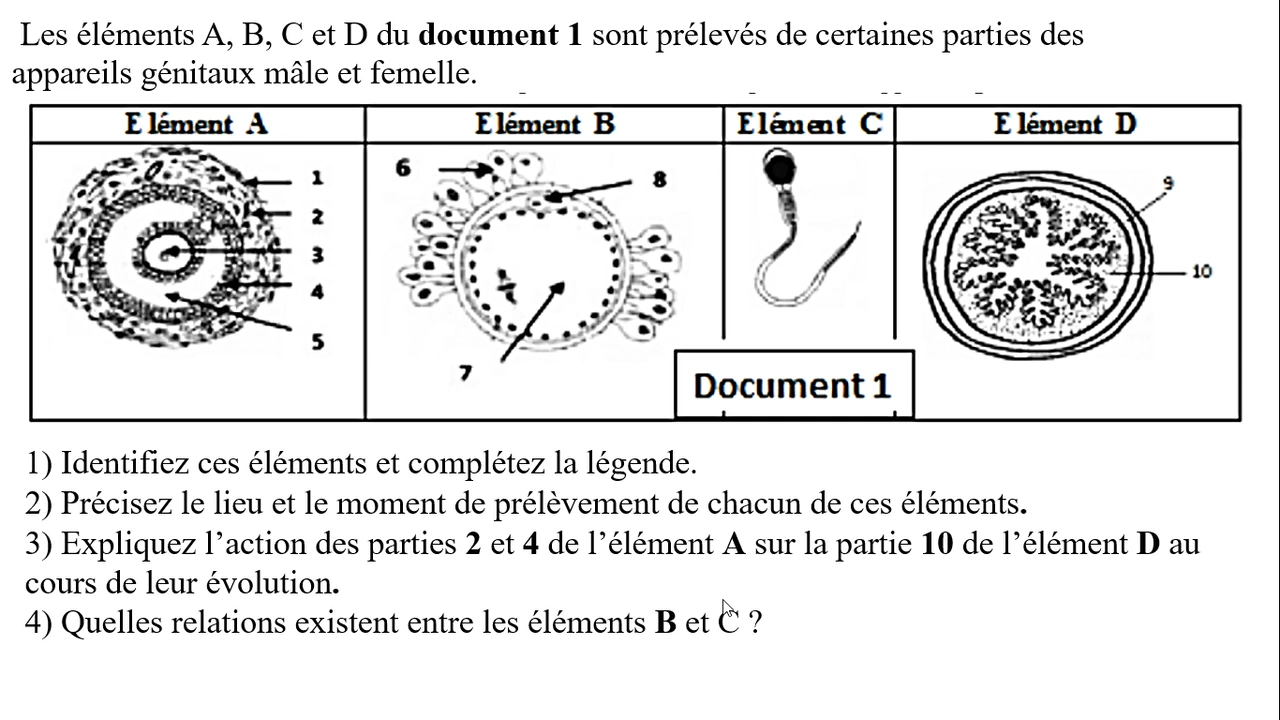 Les éléments A, B, C et D du document 1 sont prélevés de certaines parties des
appareils génitaux mâle et femelle.
Elément A
Elément B
Elément C
Elément D
1
2
3
4
5
6
8
7
9
10
Document 1
1) Identifiez ces éléments et complétez la légende.
2) Précisez le lieu et le moment de prélèvement de chacun de ces éléments.
3) Expliquez l’action des parties 2 et 4 de l’élément A sur la partie 10 de l’élément D au
cours de leur évolution.
4) Quelles relations existent entre les éléments B et C ?